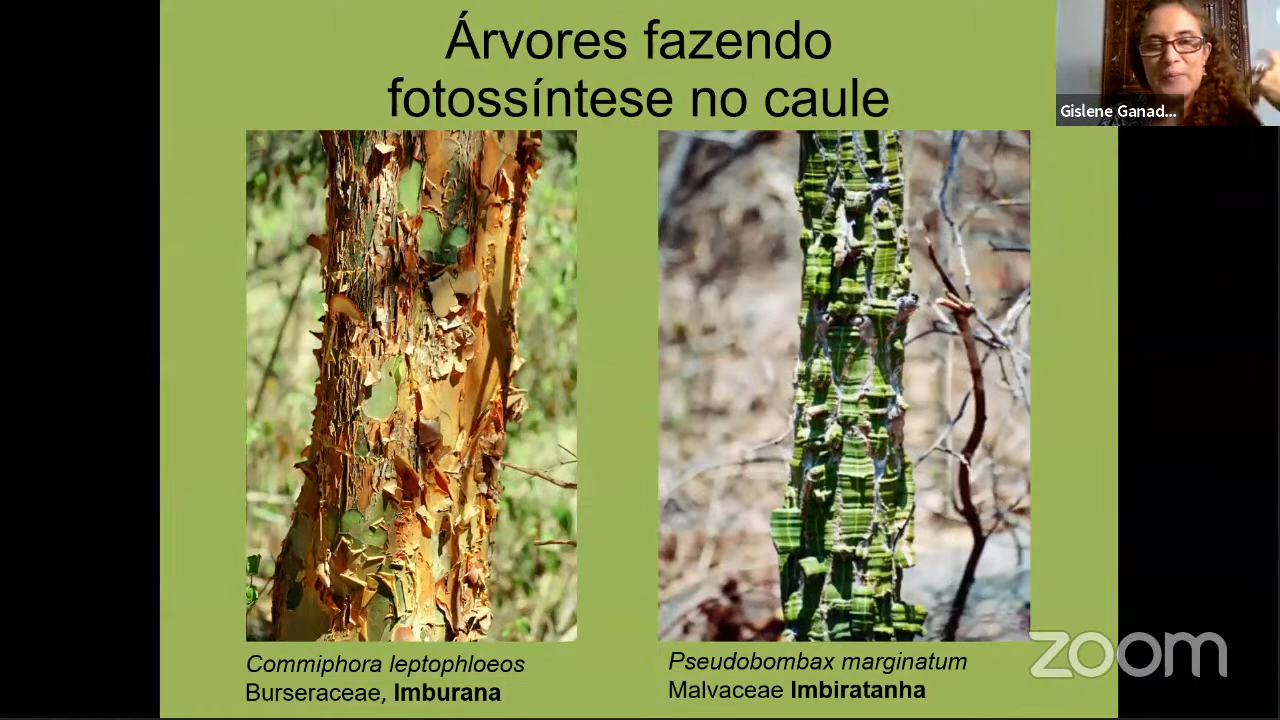 Árvores fazendo
fotossíntese no caule
Gislene Ganad...
Commiphora leptophloeos
Burseraceae, Imburana
Pseudobombax marginatum
Malvaceae Imbiratanha
zoom